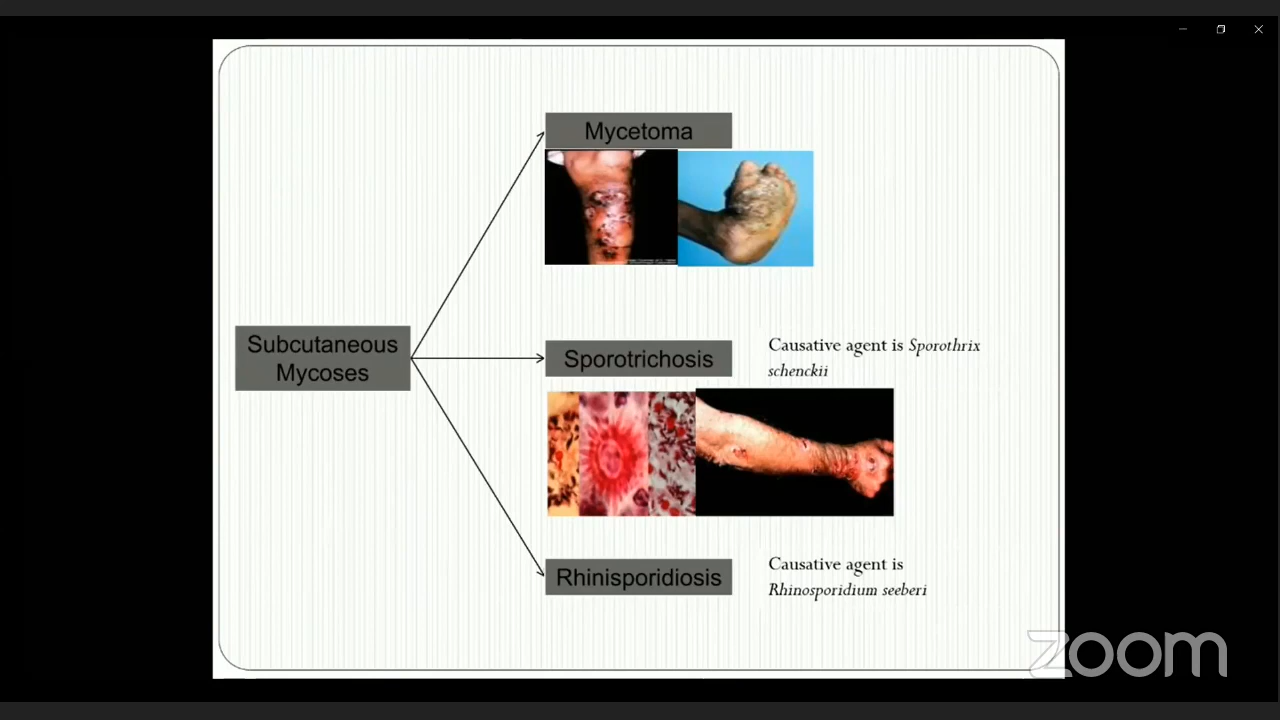 Mycetoma
Subcutaneous
Mycoses
Sporotrichosis
Causative agent is Sporothrix
schenckii
Rhinisporidiosis
Causative agent is
Rhinosporidium seeberi
zoom